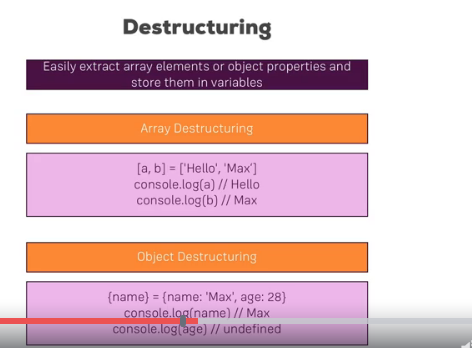 Destructuring
Easily extract array elements or object properties and
store them in variables
Array Destructuring
[a, b] = ['Hello', 'Max']
console.log(a) // Hello
console.log(b) // Max
Object Destructuring
{name} = {name: 'Max', age: 28}
console.log(name) // Max
console.log(age) // undefined